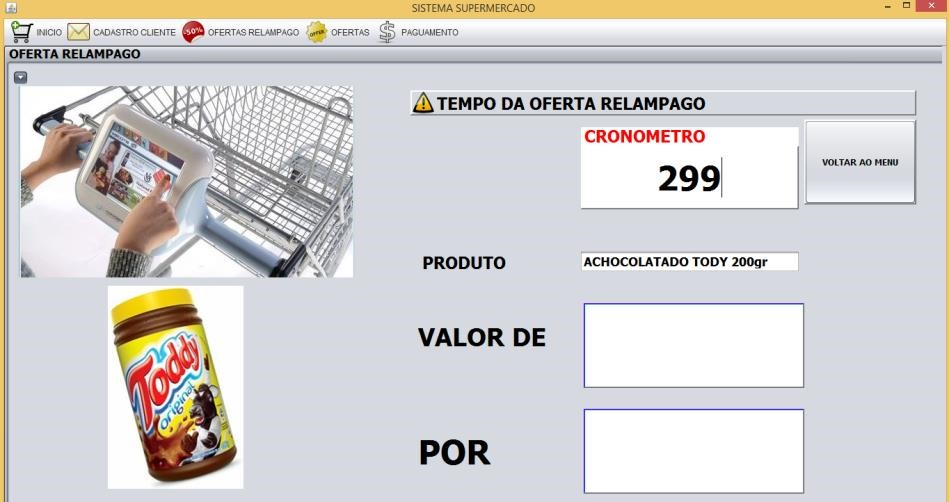 SISTEMA SUPERMERCADO
INICIO CADASTRO CLIENTE -50% OFERTAS RELAMPAGO OFFER OFERTAS $ PAGUAMENTO
OFERTA RELAMPAGO
TEMPO DA OFERTA RELAMPAGO
CRONOMETRO
299
VOLTAR AO MENU
PRODUTO
ACHOCOLATADO TODY 200gr
Toddy
original
VALOR DE
POR